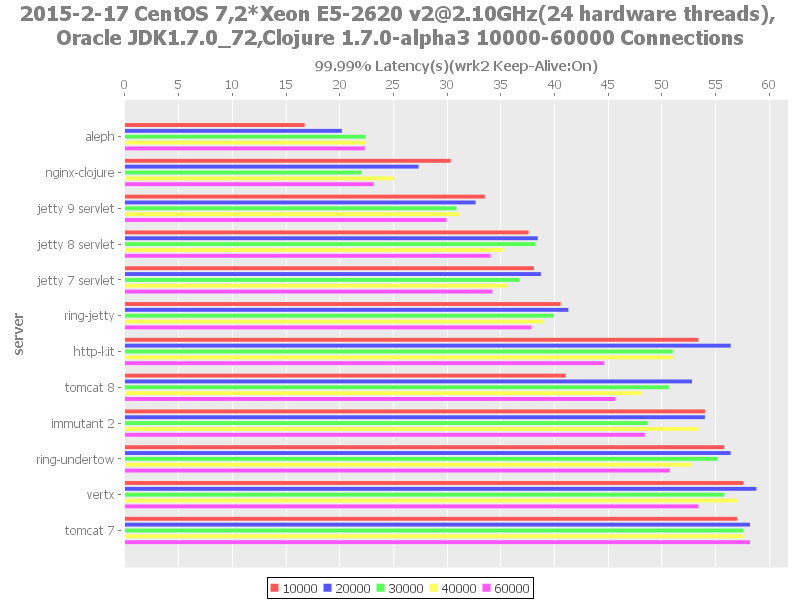 2015-2-17 CentOS 7,2*Xeon E5-2620 v2@2.10GHz(24 hardware threads),
Oracle JDK1.7.0_72,Clojure 1.7.0-alpha3 10000-60000 Connections
99.99% Latency(s)(wrk2 Keep-Alive:On)
0 5 10 15 20 25 30 35 40 45 50 55 60
server
aleph
nginx-clojure
jetty 9 servlet
jetty 8 servlet
jetty 7 servlet
ring-jetty
http-kit
tomcat 8
immutant 2
ring-undertow
vertx
tomcat 7
10000 20000 30000 40000 60000